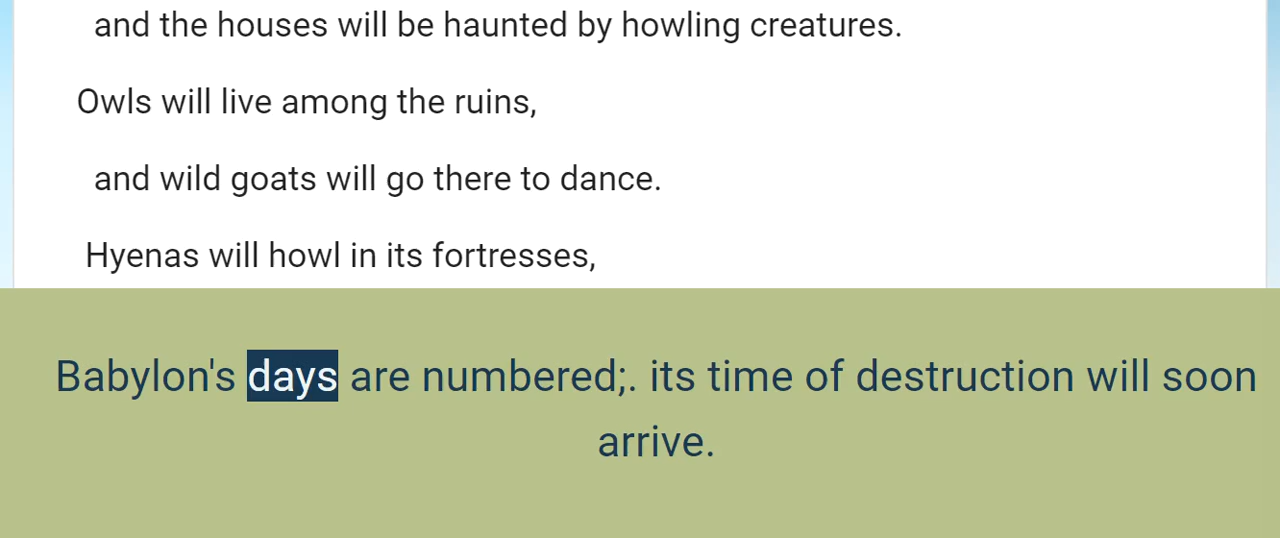 and the houses will be haunted by howling creatures.
Owls will live among the ruins,
and wild goats will go there to dance.
Hyenas will howl in its fortresses,
Babylon's days are numbered;. its time of destruction will soon
arrive.